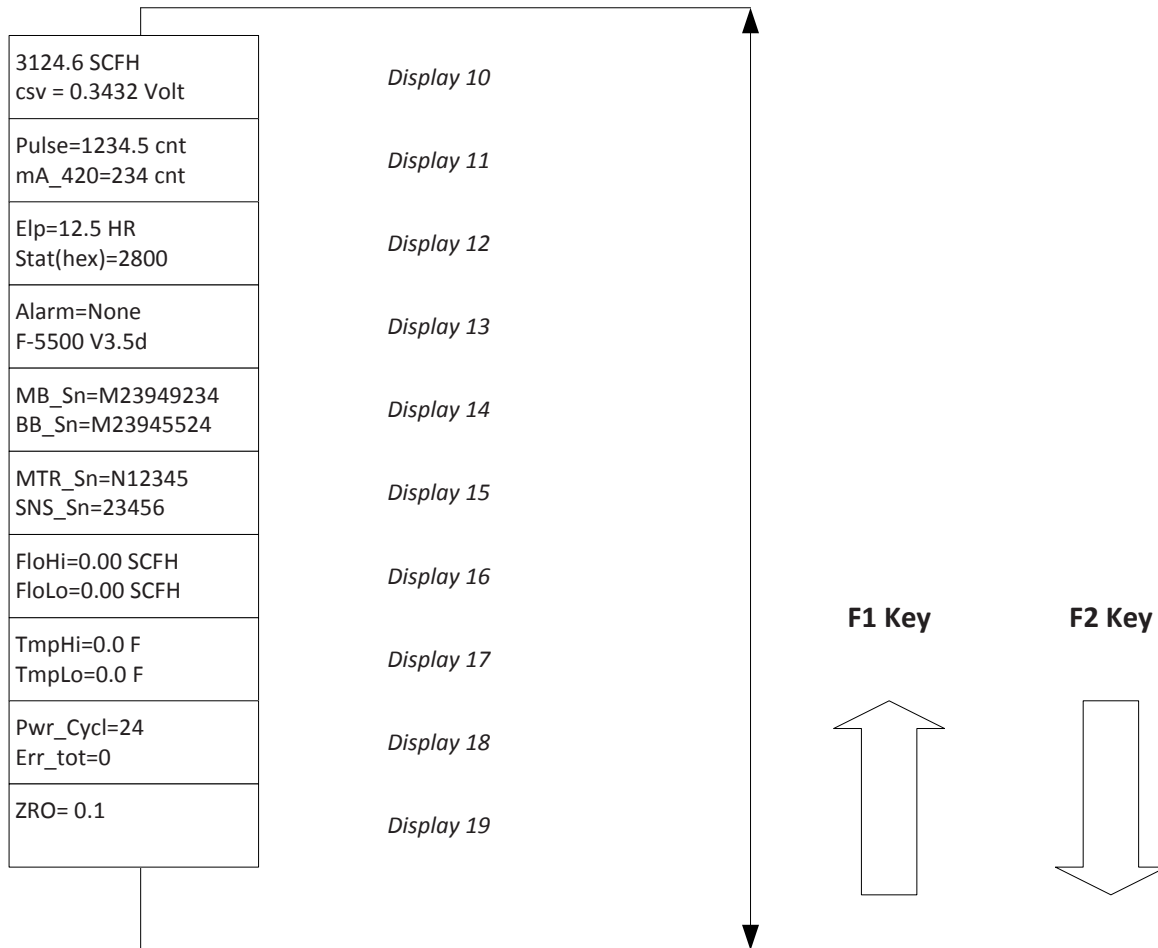 3124.6 SCFH
csv = 0.3432 Volt
Display 10
Pulse=1234.5 cnt
mA_420=234 cnt
Display 11
Elp=12.5 HR
Stat(hex)=2800
Display 12
Alarm=None
F-5500 V3.5d
Display 13
MB_Sn=M23949234
BB_Sn=M23945524
Display 14
MTR_Sn=N12345
SNS_Sn=23456
Display 15
FloHi=0.00 SCFH
FloLo=0.00 SCFH
Display 16
TmpHi=0.0 F
TmpLo=0.0 F
Display 17
Pwr_Cycl=24
Err_tot=0
Display 18
ZRO= 0.1
Display 19
F1 Key
F2 Key